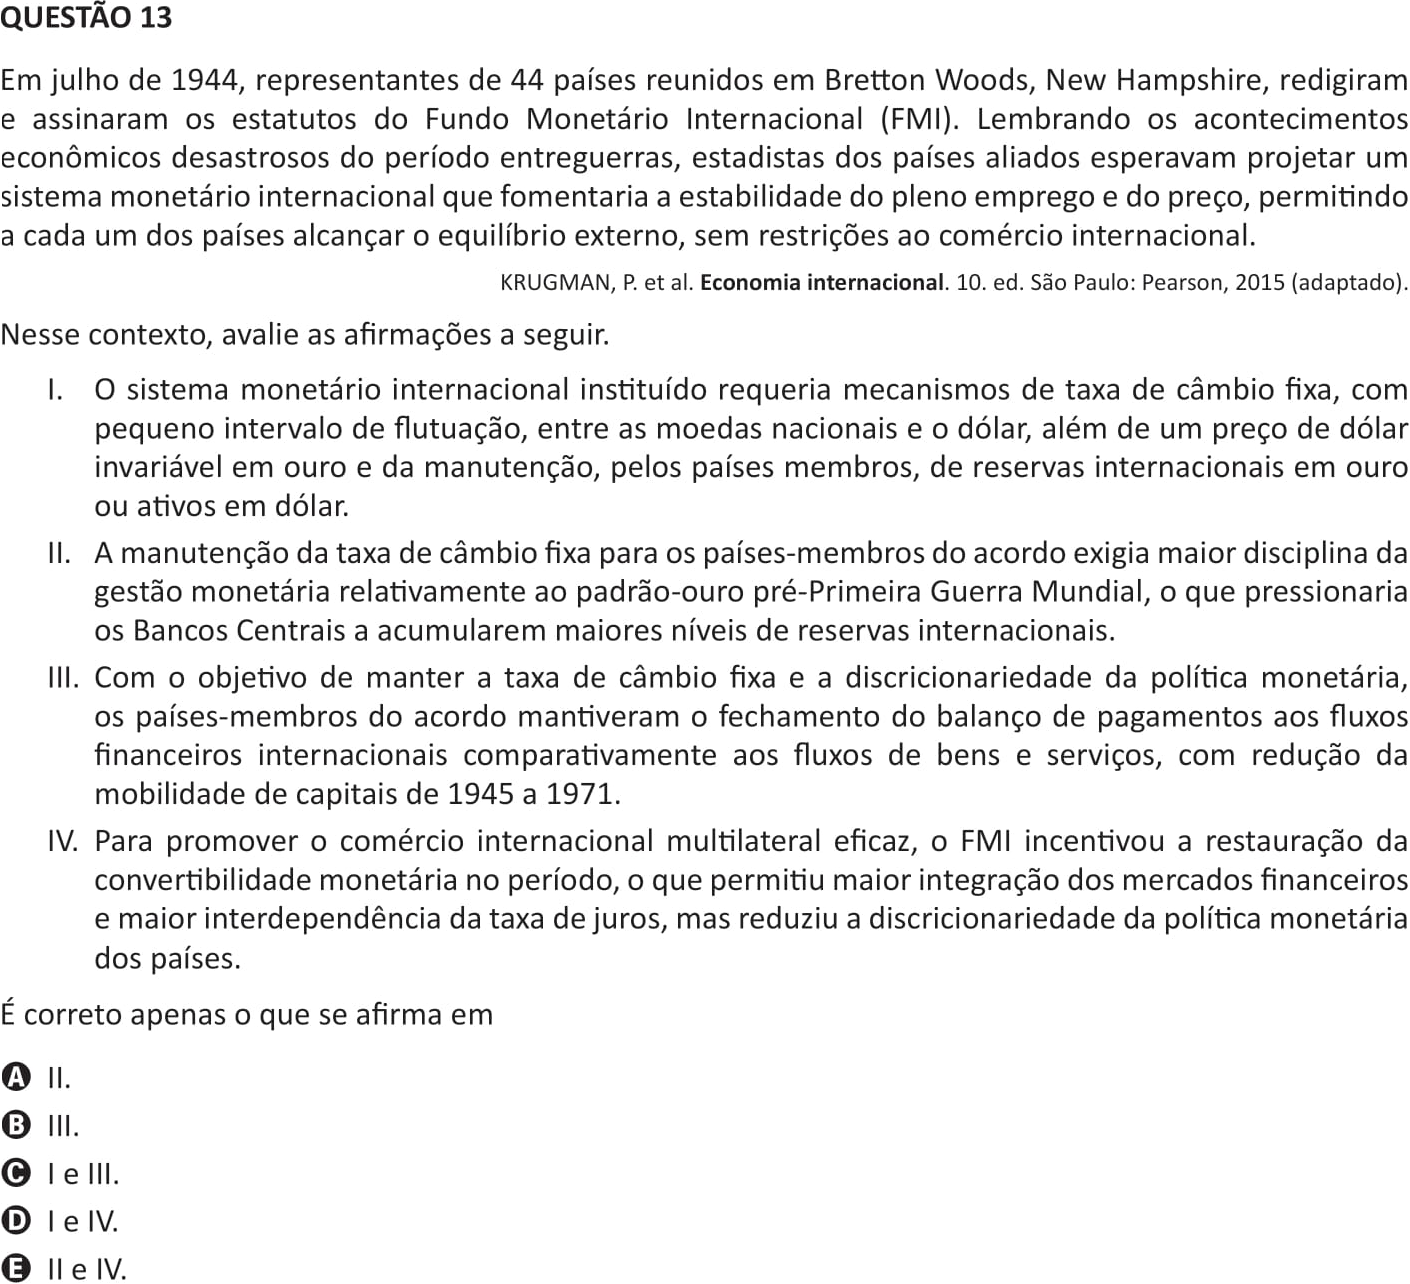 QUESTÃO 13
Em julho de 1944, representantes de 44 países reunidos em Bretton Woods, New Hampshire, redigiram
e assinaram os estatutos do Fundo Monetário Internacional (FMI). Lembrando os acontecimentos
econômicos desastrosos do período entreguerras, estadistas dos países aliados esperavam projetar um
sistema monetário internacional que fomentaria a estabilidade do pleno emprego e do preço, permitindo
a cada um dos países alcançar o equilíbrio externo, sem restrições ao comércio internacional.
KRUGMAN, P. et al. Economia internacional. 10. ed. São Paulo: Pearson, 2015 (adaptado).
Nesse contexto, avalie as afirmações a seguir.
I. O sistema monetário internacional instituído requeria mecanismos de taxa de câmbio fixa, com
pequeno intervalo de flutuação, entre as moedas nacionais e o dólar, além de um preço de dólar
invariável em ouro e da manutenção, pelos países membros, de reservas internacionais em ouro
ou ativos em dólar.
II. A manutenção da taxa de câmbio fixa para os países-membros do acordo exigia maior disciplina da
gestão monetária relativamente ao padrão-ouro pré-Primeira Guerra Mundial, o que pressionaria
os Bancos Centrais a acumularem maiores níveis de reservas internacionais.
III. Com o objetivo de manter a taxa de câmbio fixa e a discricionariedade da política monetária,
os países-membros do acordo mantiveram o fechamento do balanço de pagamentos aos fluxos
financeiros internacionais comparativamente aos fluxos de bens e serviços, com redução da
mobilidade de capitais de 1945 a 1971.
IV. Para promover o comércio internacional multilateral eficaz, o FMI incentivou a restauração da
convertibilidade monetária no período, o que permitiu maior integração dos mercados financeiros
e maior interdependência da taxa de juros, mas reduziu a discricionariedade da política monetária
dos países.
É correto apenas o que se afirma em
A II.
B III.
C I e III.
D I e IV.
E II e IV.